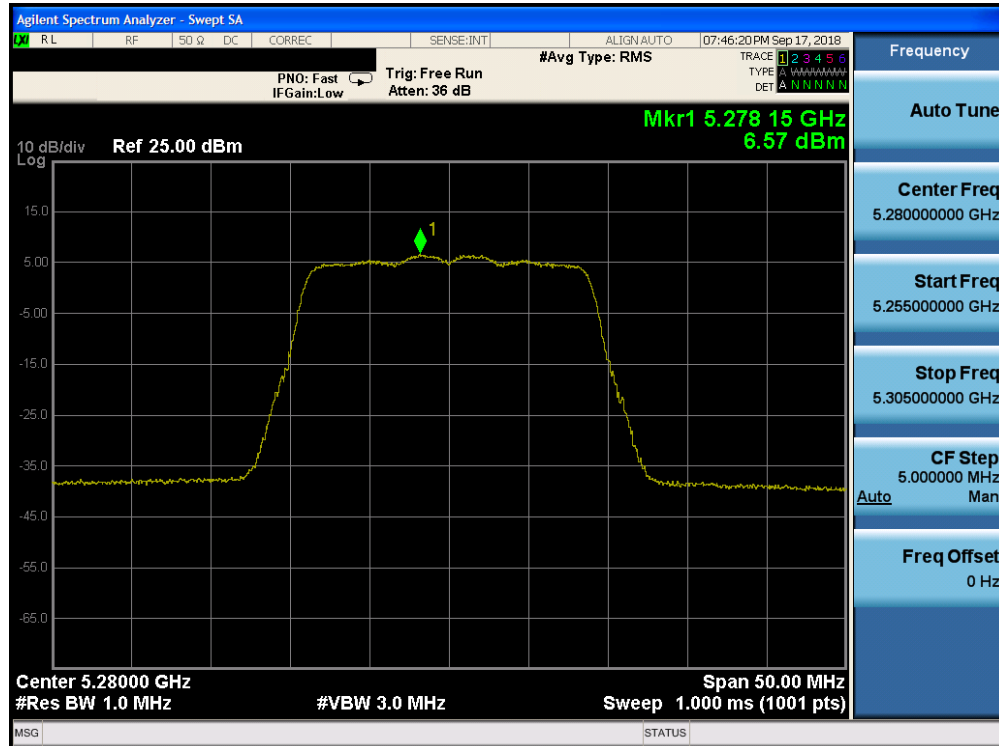 Agilent Spectrum Analyzer - Swept SA
LXI RL RF 50 Ω DC CORREC SENSE:INT ALIGN AUTO 07:46:20 PM Sep 17, 2018
Frequency
#Avg Type: RMS TRACE 1 2 3 4 5 6
PNO: Fast Trig: Free Run TYPE A WWWWW
IFGain:Low Atten: 36 dB DET A N N N N N
Auto Tune
Mkr1 5.278 15 GHz
10 dB/div Ref 25.00 dBm 6.57 dBm
Log
Center Freq
5.280000000 GHz
15.0
1
5.00
Start Freq
5.255000000 GHz
-5.00
-15.0
Stop Freq
5.305000000 GHz
-25.0
-35.0
CF Step
5.000000 MHz
Auto Man
-45.0
-55.0
Freq Offset
0 Hz
-65.0
Center 5.28000 GHz Span 50.00 MHz
#Res BW 1.0 MHz #VBW 3.0 MHz Sweep 1.000 ms (1001 pts)
MSG STATUS